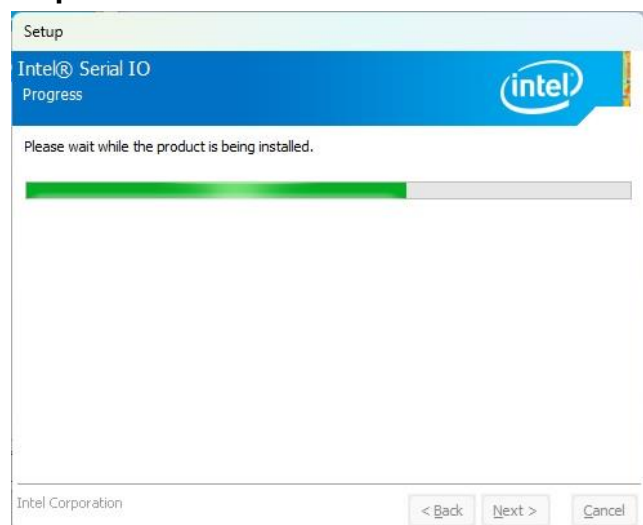 Setup
Intel® Serial IO
Progress
intel
Please wait while the product is being installed.
Intel Corporation
< Back Next > Cancel